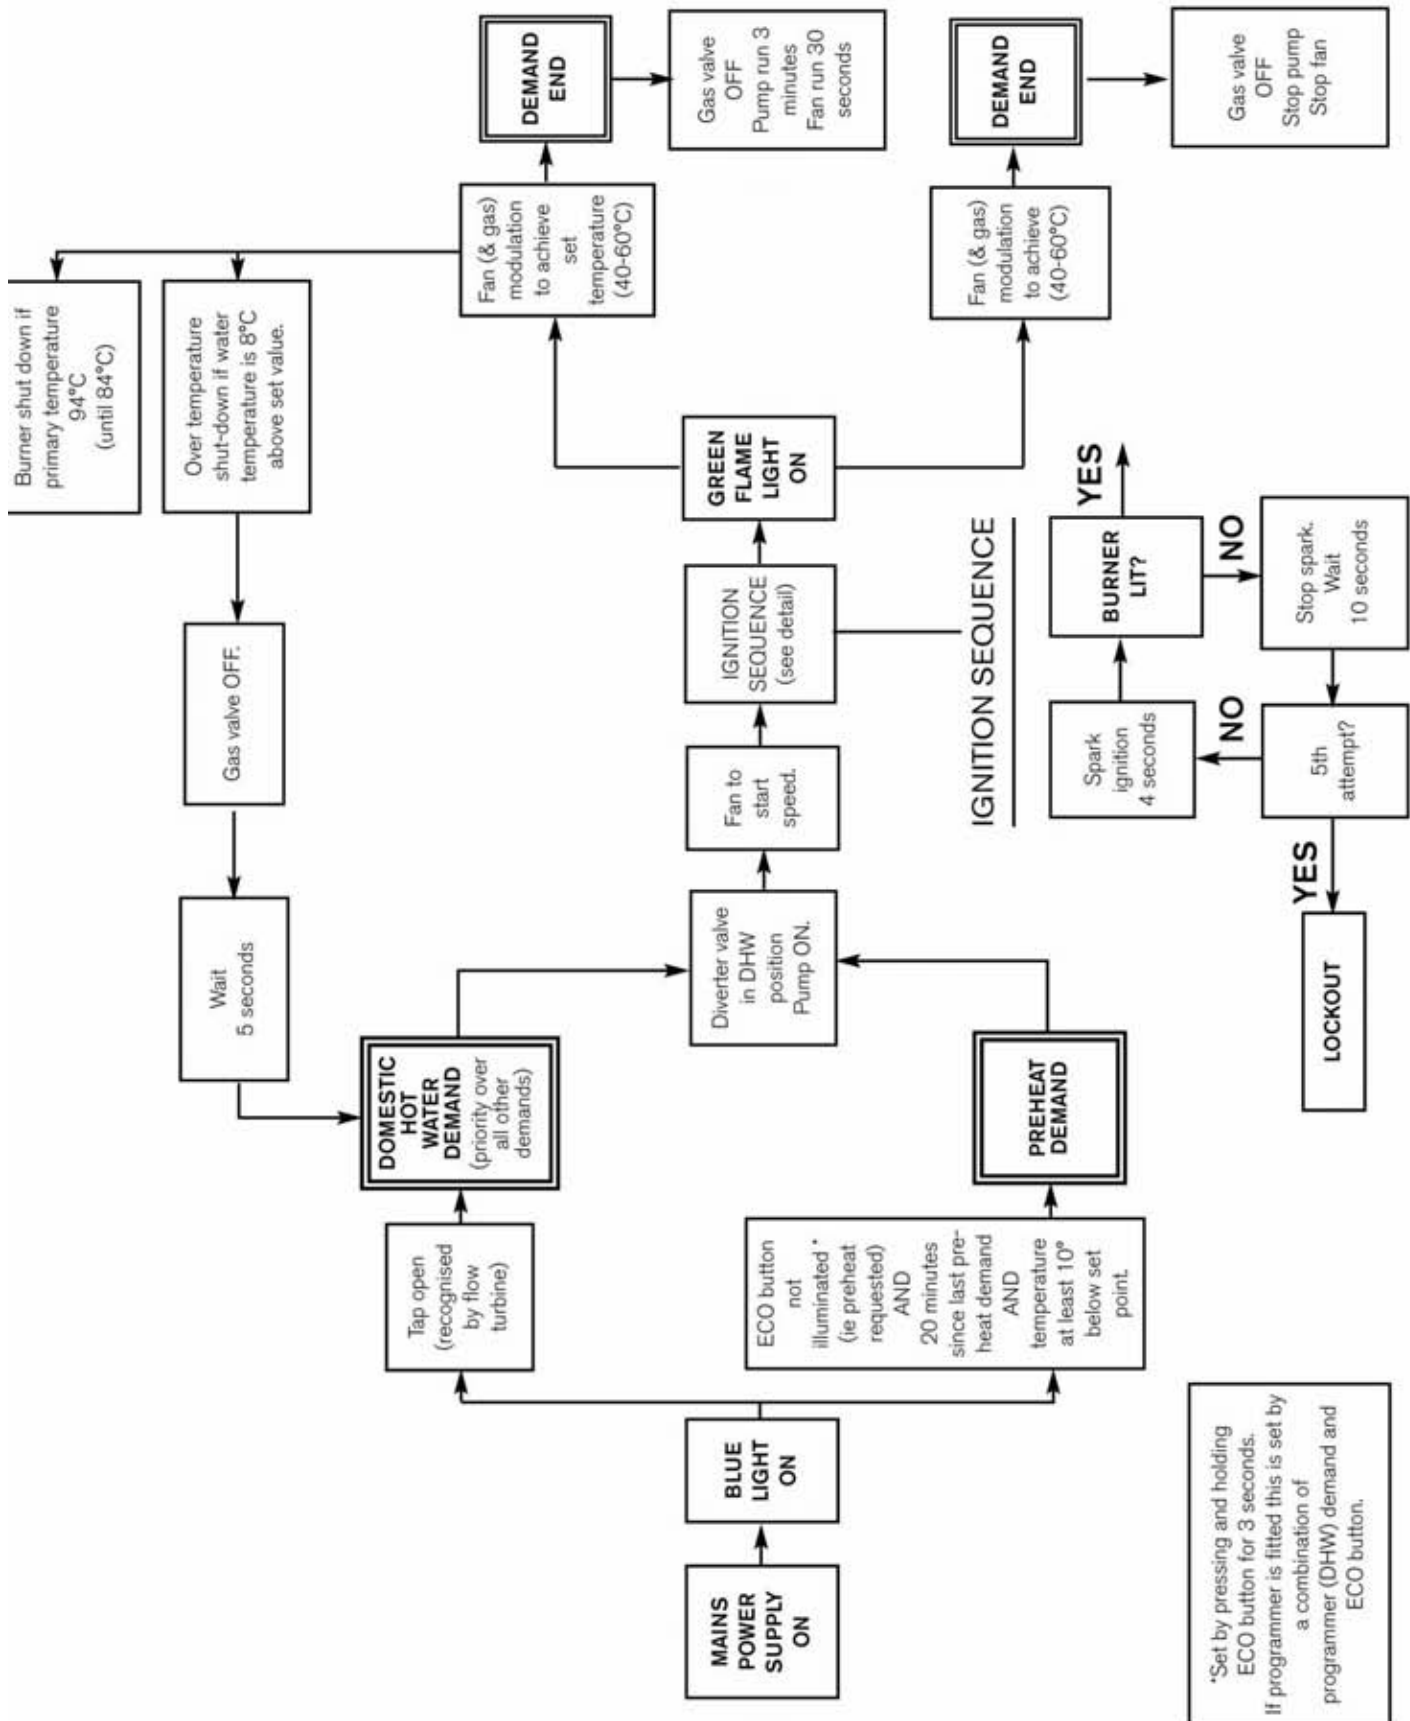 MAINS
POWER
SUPPLY
ON
BLUE
LIGHT
ON
Tap open
(recognised
by flow
turbine)
DOMESTIC
HOT
WATER
DEMAND
(priority over
all other
demands)
ECO button
not
illuminated *
(ie preheat
requested)
AND
20 minutes
since last pre-
heat demand
AND
temperature
at least 10°
below set
point.
PREHEAT
DEMAND
Diverter valve
in DHW
position
Pump ON.
Fan to
start
speed.
IGNITION
SEQUENCE
(see detail)
GREEN
FLAME
LIGHT
ON
Fan (& gas)
modulation
to achieve
set
temperature
(40-60°C)
DEMAND
END
Gas valve
OFF
Pump run 3
minutes
Fan run 30
seconds
Fan (& gas)
modulation
to achieve
(40-60°C)
DEMAND
END
Gas valve
OFF
Stop pump
Stop fan
Burner shut down if
primary temperature
94°C
(until 84°C)
Over temperature
shut-down if water
temperature is 8°C
above set value.
Gas valve OFF.
Wait
5 seconds
IGNITION SEQUENCE
Spark
ignition
4 seconds
BURNER
LIT?
YES
NO
Stop spark.
Wait
10 seconds
5th
attempt?
NO
YES
LOCKOUT
*Set by pressing and holding
ECO button for 3 seconds.
If programmer is fitted this is set by
a combination of
programmer (DHW) demand and
ECO button.